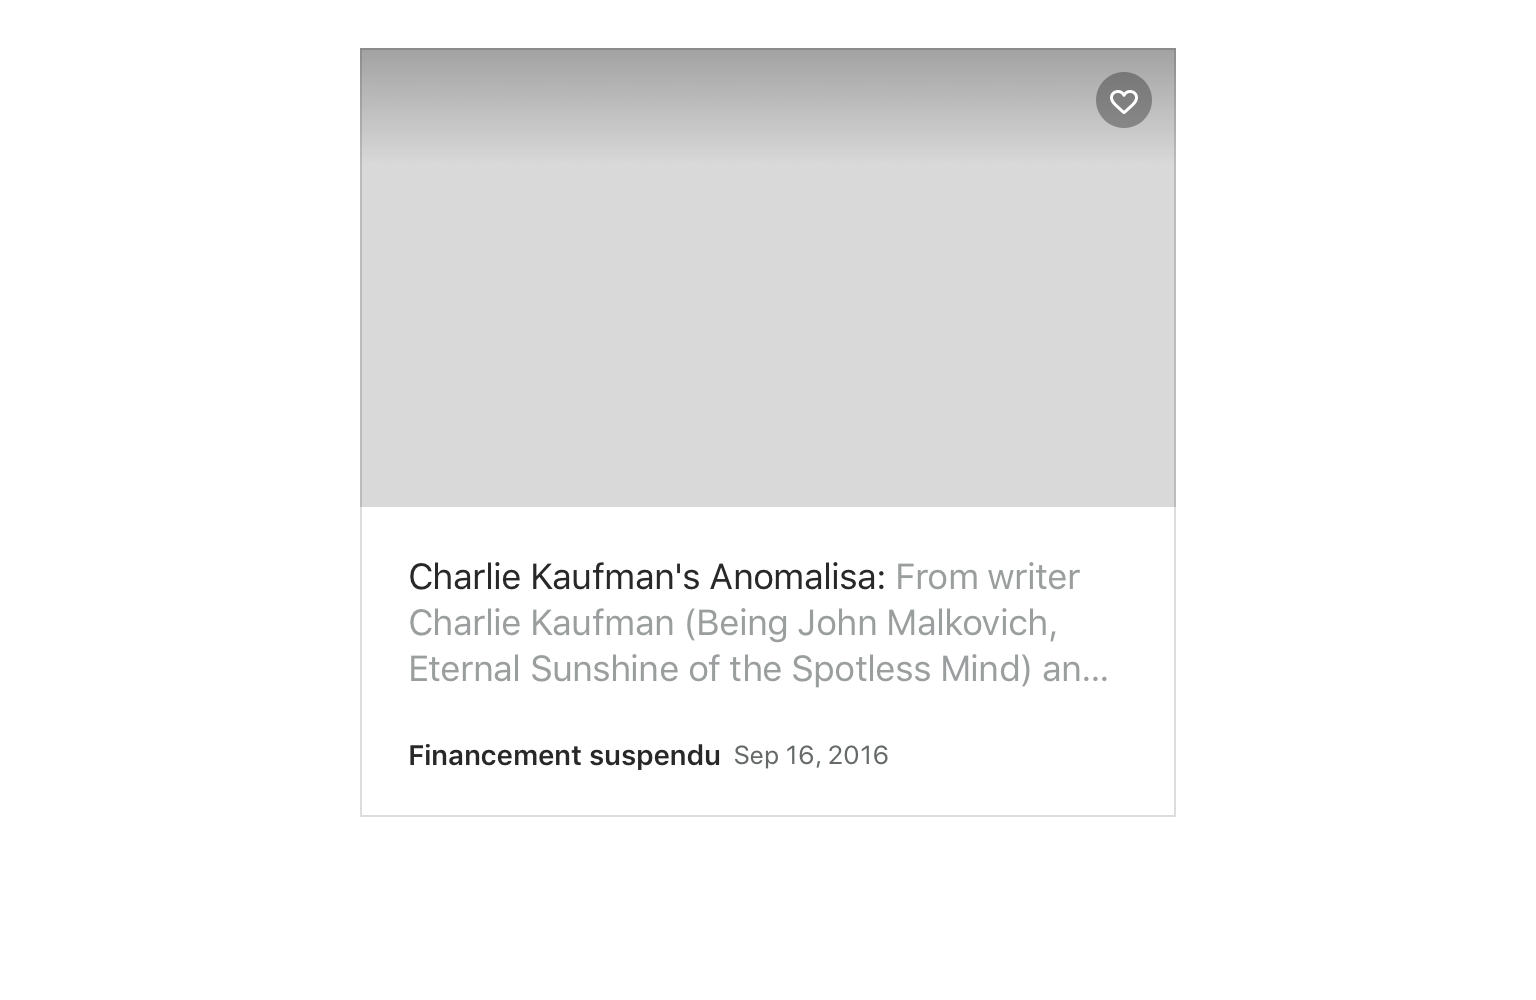 Charlie Kaufman's Anomalisa: From writer
Charlie Kaufman (Being John Malkovich,
Eternal Sunshine of the Spotless Mind) an…
Financement suspendu Sep 16, 2016